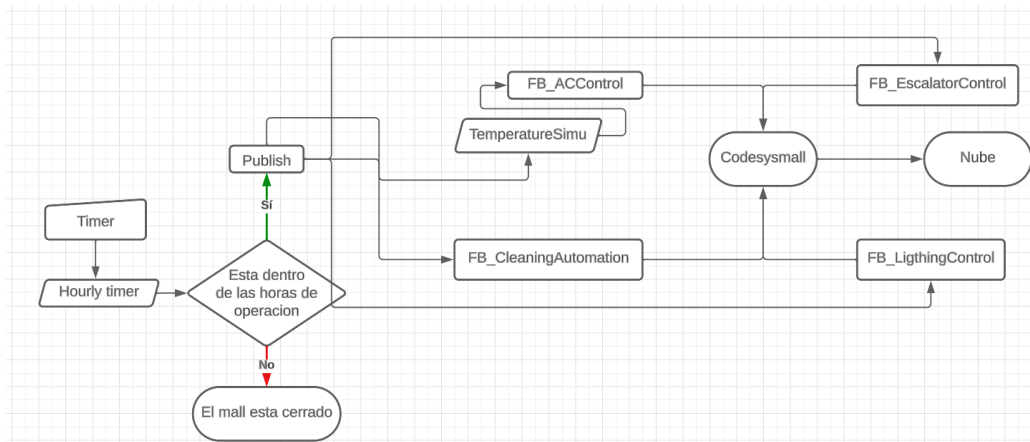 FB_ACControl
FB_EscalatorControl
TemperatureSimu
Publish
Codesysmall
Nube
Sí
Timer
FB_CleaningAutomation
FB_LigthingControl
Esta dentro
de las horas de
operacion
Hourly timer
No
El mall esta cerrado